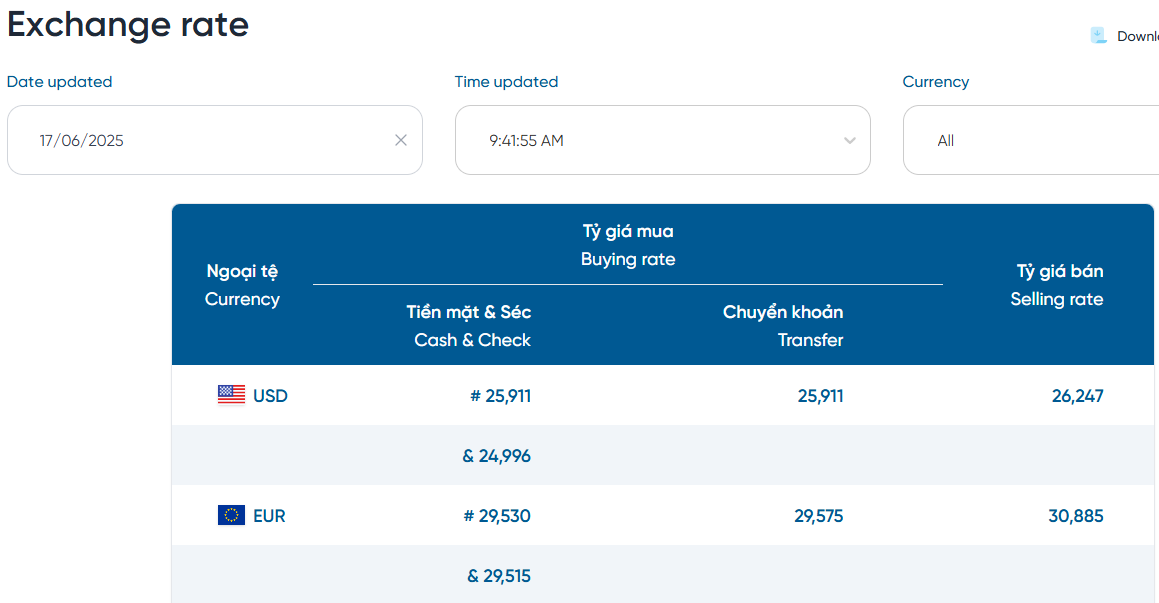 Exchange rate
Downl
Date updated
Time updated
Currency
17/06/2025
9:41:55 AM
All
Ngoại tệ
Currency
Tỷ giá mua
Buying rate
Tiền mặt & Séc
Cash & Check
Chuyển khoản
Transfer
Tỷ giá bán
Selling rate
USD # 25,911 25,911 26,247
& 24,996
EUR # 29,530 29,575 30,885
& 29,515